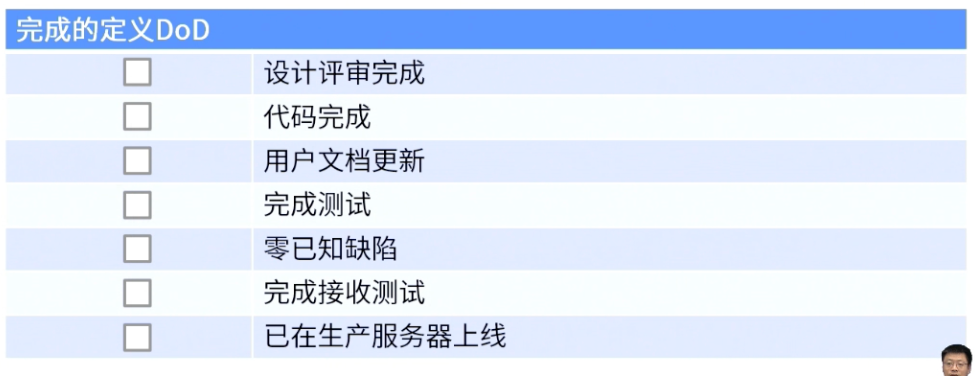 完成的定义DoD
设计评审完成
代码完成
用户文档更新
完成测试
零已知缺陷
完成接收测试
已在生产服务器上线